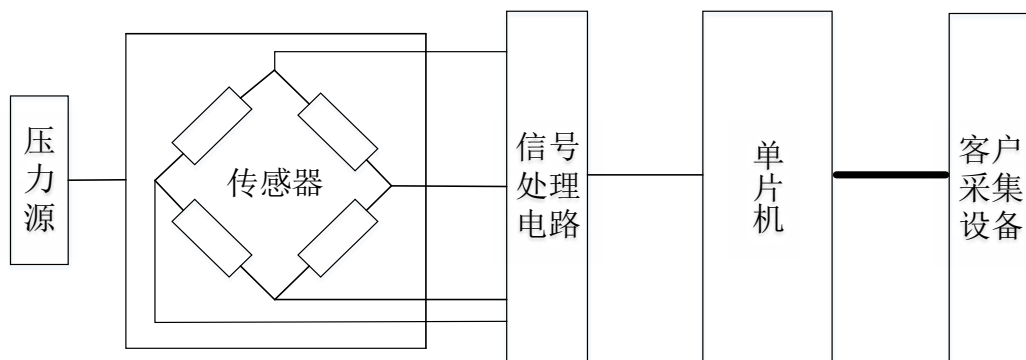 压
力
源
传感器
信号
处理
电路
单
片
机
客户
采集
设备